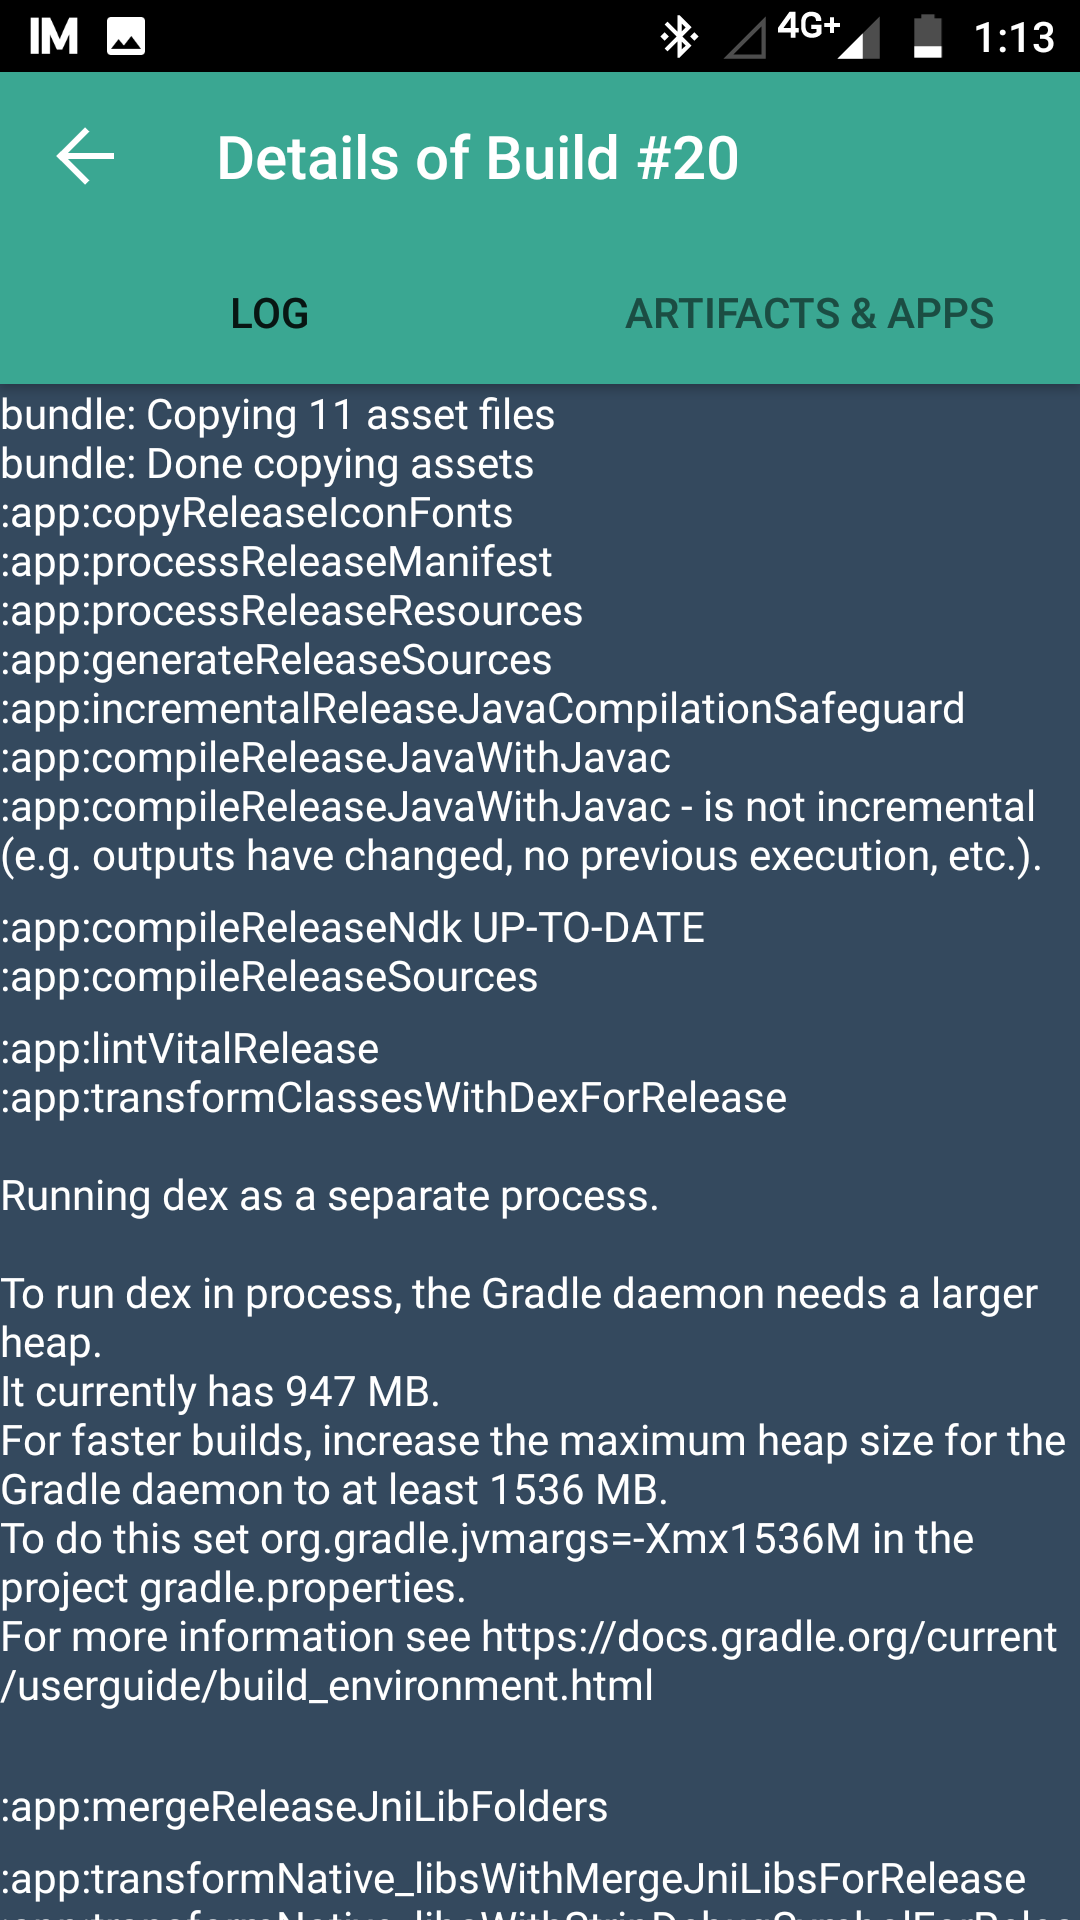 IM
4G+
1:13
Details of Build #20
LOG
ARTIFACTS & APPS
bundle: Copying 11 asset files
bundle: Done copying assets
:app:copyReleaseIconFonts
:app:processReleaseManifest
:app:processReleaseResources
:app:generateReleaseSources
:app:incrementalReleaseJavaCompilationSafeguard
:app:compileReleaseJavaWithJavac
:app:compileReleaseJavaWithJavac - is not incremental
(e.g. outputs have changed, no previous execution, etc.).
:app:compileReleaseNdk UP-TO-DATE
:app:compileReleaseSources
:app:lintVitalRelease
:app:transformClassesWithDexForRelease
Running dex as a separate process.
To run dex in process, the Gradle daemon needs a larger
heap.
It currently has 947 MB.
For faster builds, increase the maximum heap size for the
Gradle daemon to at least 1536 MB.
To do this set org.gradle.jvmargs=-Xmx1536M in the
project gradle.properties.
For more information see https://docs.gradle.org/current
/userguide/build_environment.html
:app:mergeReleaseJniLibFolders
:app:transformNative_libsWithMergeJniLibsForRelease